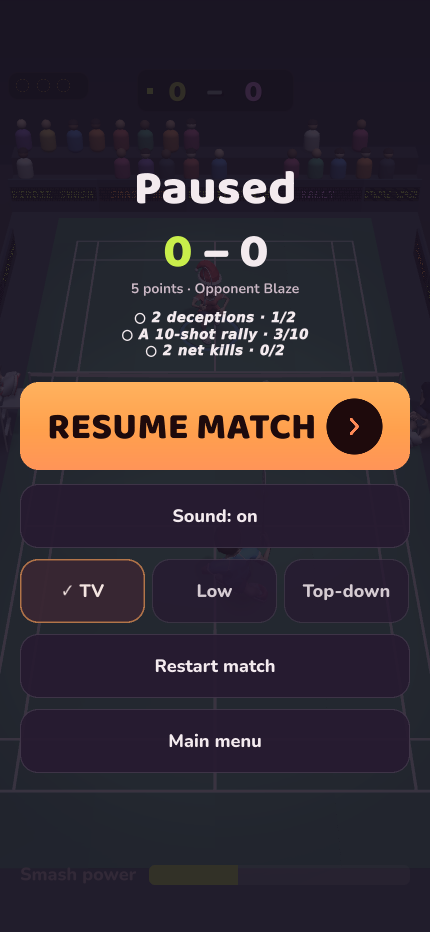 0 – 0
Paused
0 – 0
5 points · Opponent Blaze
○ 2 deceptions · 1/2
○ A 10-shot rally · 3/10
○ 2 net kills · 0/2
RESUME MATCH
Sound: on
✓ TV
Low
Top-down
Restart match
Main menu
Smash power